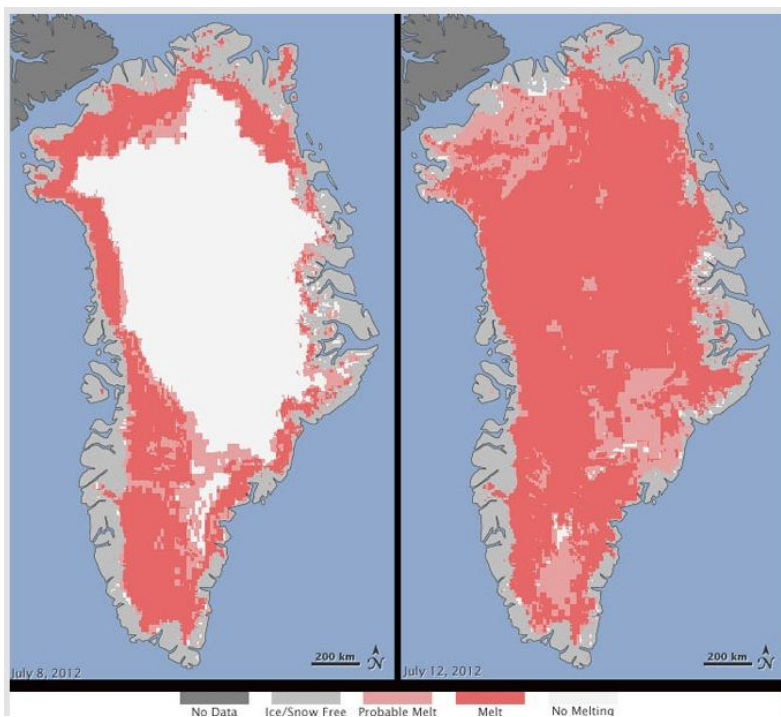 July 8, 2012
200 km
N
July 12, 2012
200 km
N
No Data
Ice/Snow Free
Probable Melt
Melt
No Melting